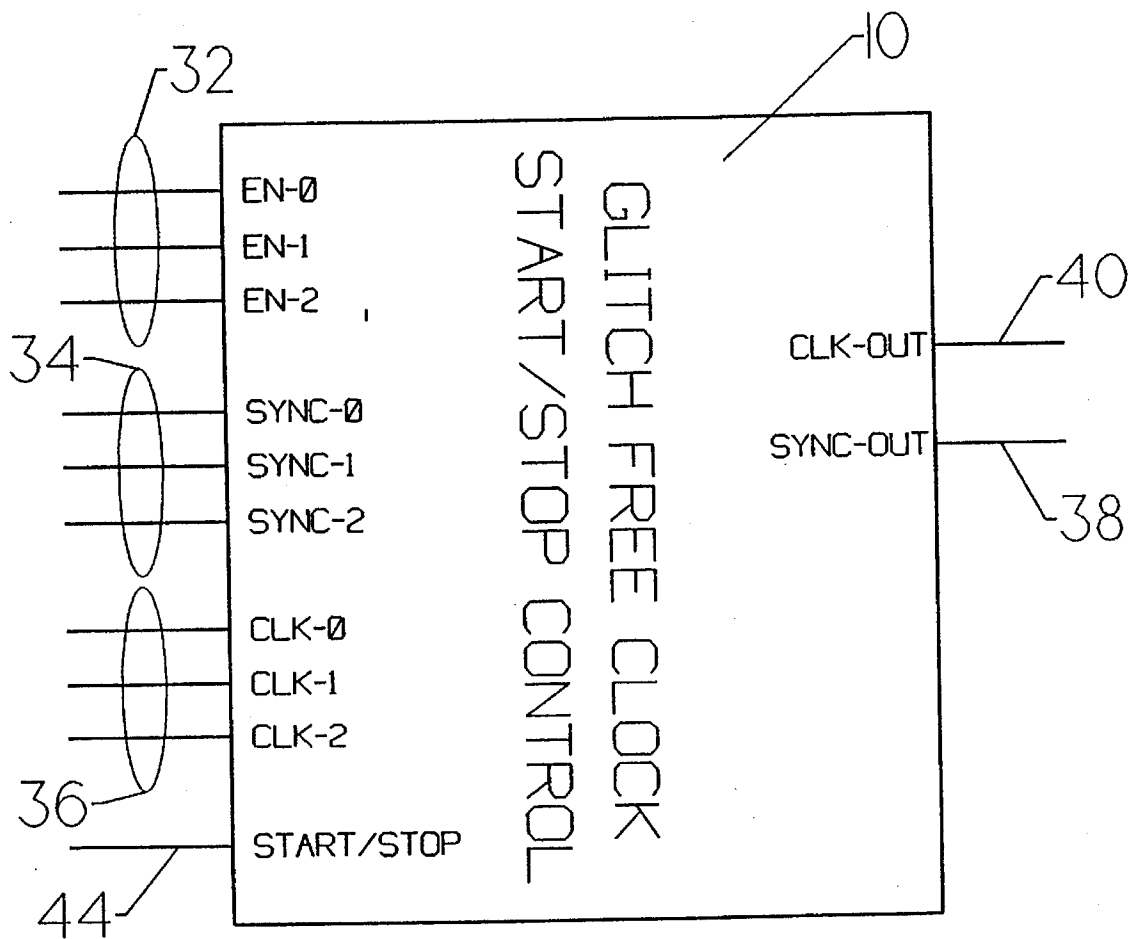 10
32
EN-0
EN-1
EN-2
34
SYNC-0
SYNC-1
SYNC-2
CLK-0
CLK-1
CLK-2
36
START/STOP
44
GLITCH FREE CLOCK
START/STOP CONTROL
CLK-OUT
40
SYNC-OUT
38